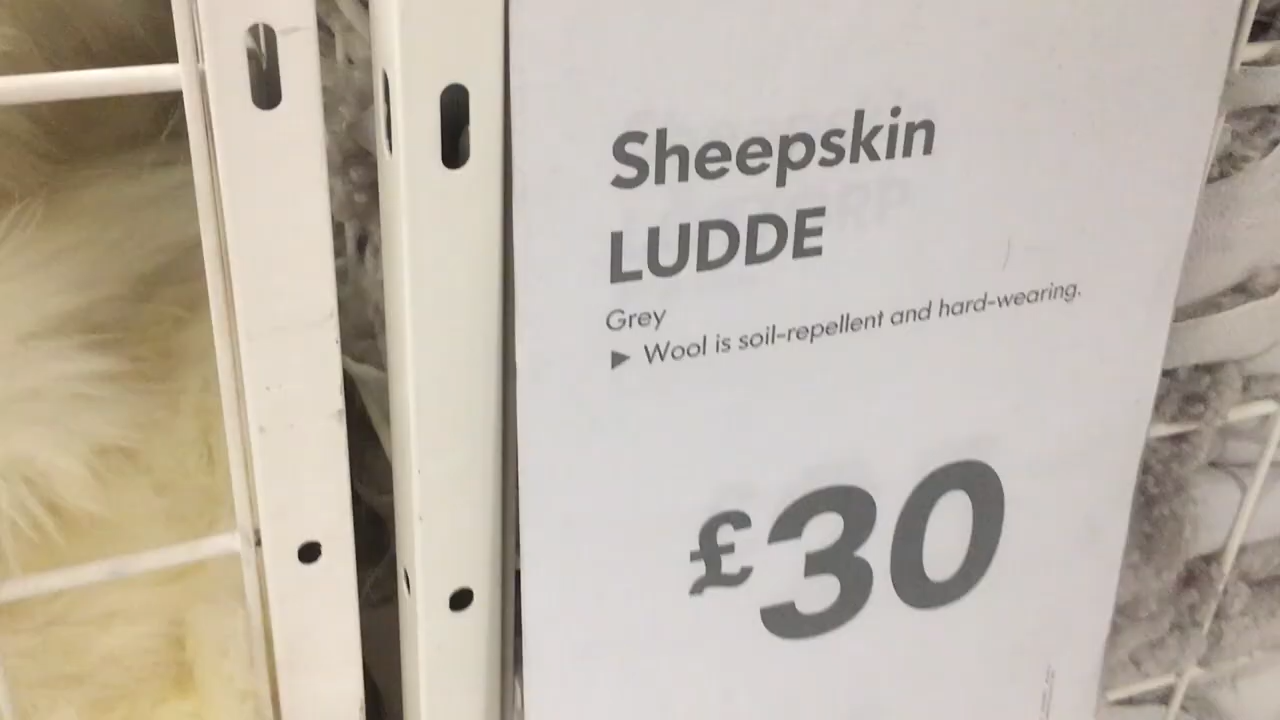 Sheepskin
LUDDE
Grey
▶ Wool is soil-repellent and hard-wearing.
£30